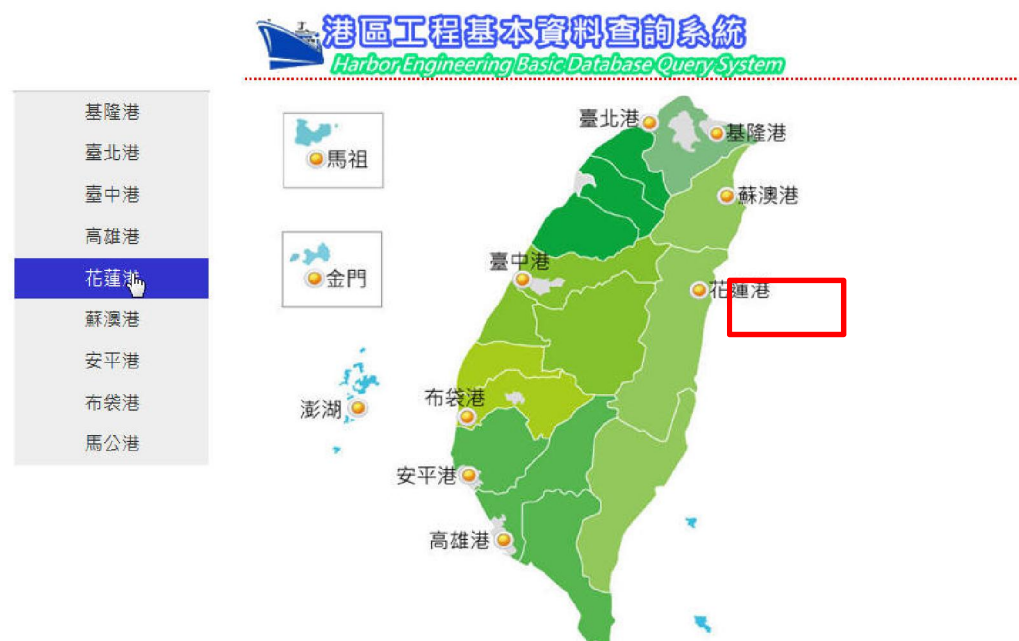 港區工程基本資料查詢系統
Harbor Engineering Basic Database Query System
基隆港
臺北港
臺中港
高雄港
花蓮港
蘇澳港
安平港
布袋港
馬公港
馬祖
金門
澎湖
臺北港
基隆港
蘇澳港
臺中港
花蓮港
布袋港
安平港
高雄港